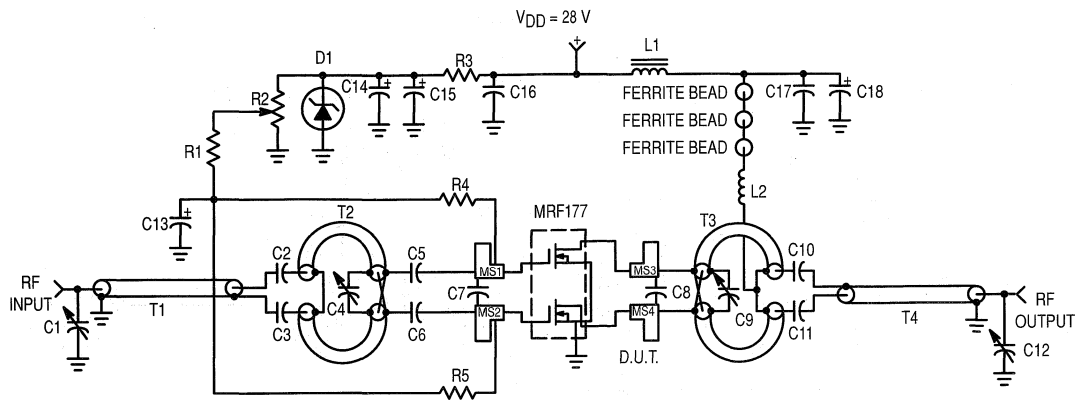 V_DD = 28 V
+
L1
D1
R3
R2
C14
+
+
C15
C16
FERRITE BEAD
C17
+
C18
FERRITE BEAD
FERRITE BEAD
R1
L2
R4
C13
+
T2
MRF177
T3
C2
C5
C10
MS1
MS3
RF
INPUT
T1
C4
C7
C8
C9
T4
RF
OUTPUT
C1
C3
C6
MS2
MS4
C11
C12
D.U.T.
R5